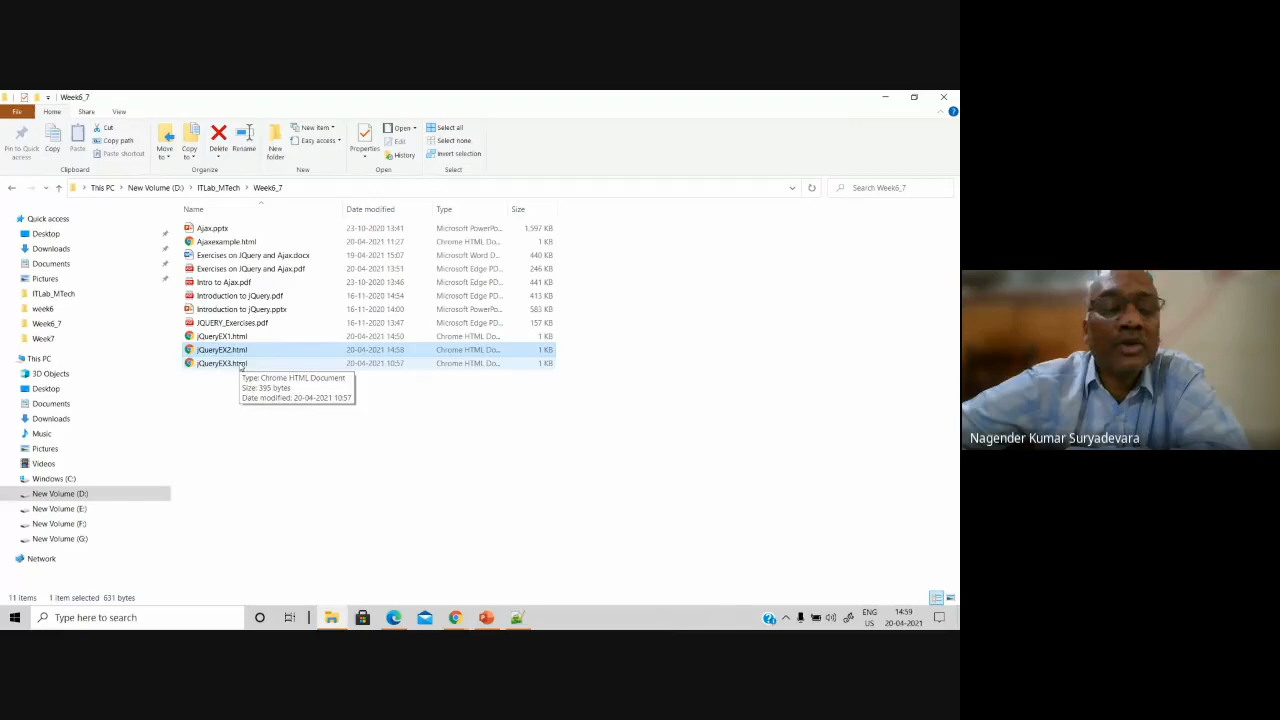 Week6_7
File Home Share View
Pin to Quick access
Copy
Paste
Cut
Copy path
Paste shortcut
Clipboard
Move to
Copy to
Delete
Rename
Organize
New folder
New item
Easy access
New
Properties
Open
Edit
History
Open
Select all
Select none
Invert selection
Select
This PC > New Volume (D:) > ITLab_MTech > Week6_7
Search Week6_7
Name Date modified Type Size
Ajax.pptx 23-10-2020 13:41 Microsoft PowerPo... 1,597 KB
Ajaxexample.html 20-04-2021 11:27 Chrome HTML Do... 1 KB
Exercises on JQuery and Ajax.docx 19-04-2021 15:07 Microsoft Word D... 440 KB
Exercises on JQuery and Ajax.pdf 20-04-2021 13:51 Microsoft Edge PD... 246 KB
Intro to Ajax.pdf 23-10-2020 13:46 Microsoft Edge PD... 441 KB
Introduction to jQuery.pdf 16-11-2020 14:54 Microsoft Edge PD... 413 KB
Introduction to jQuery.pptx 16-11-2020 14:00 Microsoft PowerPo... 583 KB
JQUERY_Exercises.pdf 16-11-2020 13:47 Microsoft Edge PD... 157 KB
jQueryEX1.html 20-04-2021 14:50 Chrome HTML Do... 1 KB
jQueryEX2.html 20-04-2021 14:58 Chrome HTML Do... 1 KB
jQueryEX3.html 20-04-2021 10:57 Chrome HTML Do... 1 KB
Type: Chrome HTML Document
Size: 395 bytes
Date modified: 20-04-2021 10:57
Quick access
Desktop
Downloads
Documents
Pictures
ITLab_MTech
week6
Week6_7
Week7
This PC
3D Objects
Desktop
Documents
Downloads
Music
Pictures
Videos
Windows (C:)
New Volume (D:)
New Volume (E:)
New Volume (F:)
New Volume (G:)
Network
11 items 1 item selected 631 bytes
Type here to search
ENG
US
14:59
20-04-2021
Nagender Kumar Suryadevara